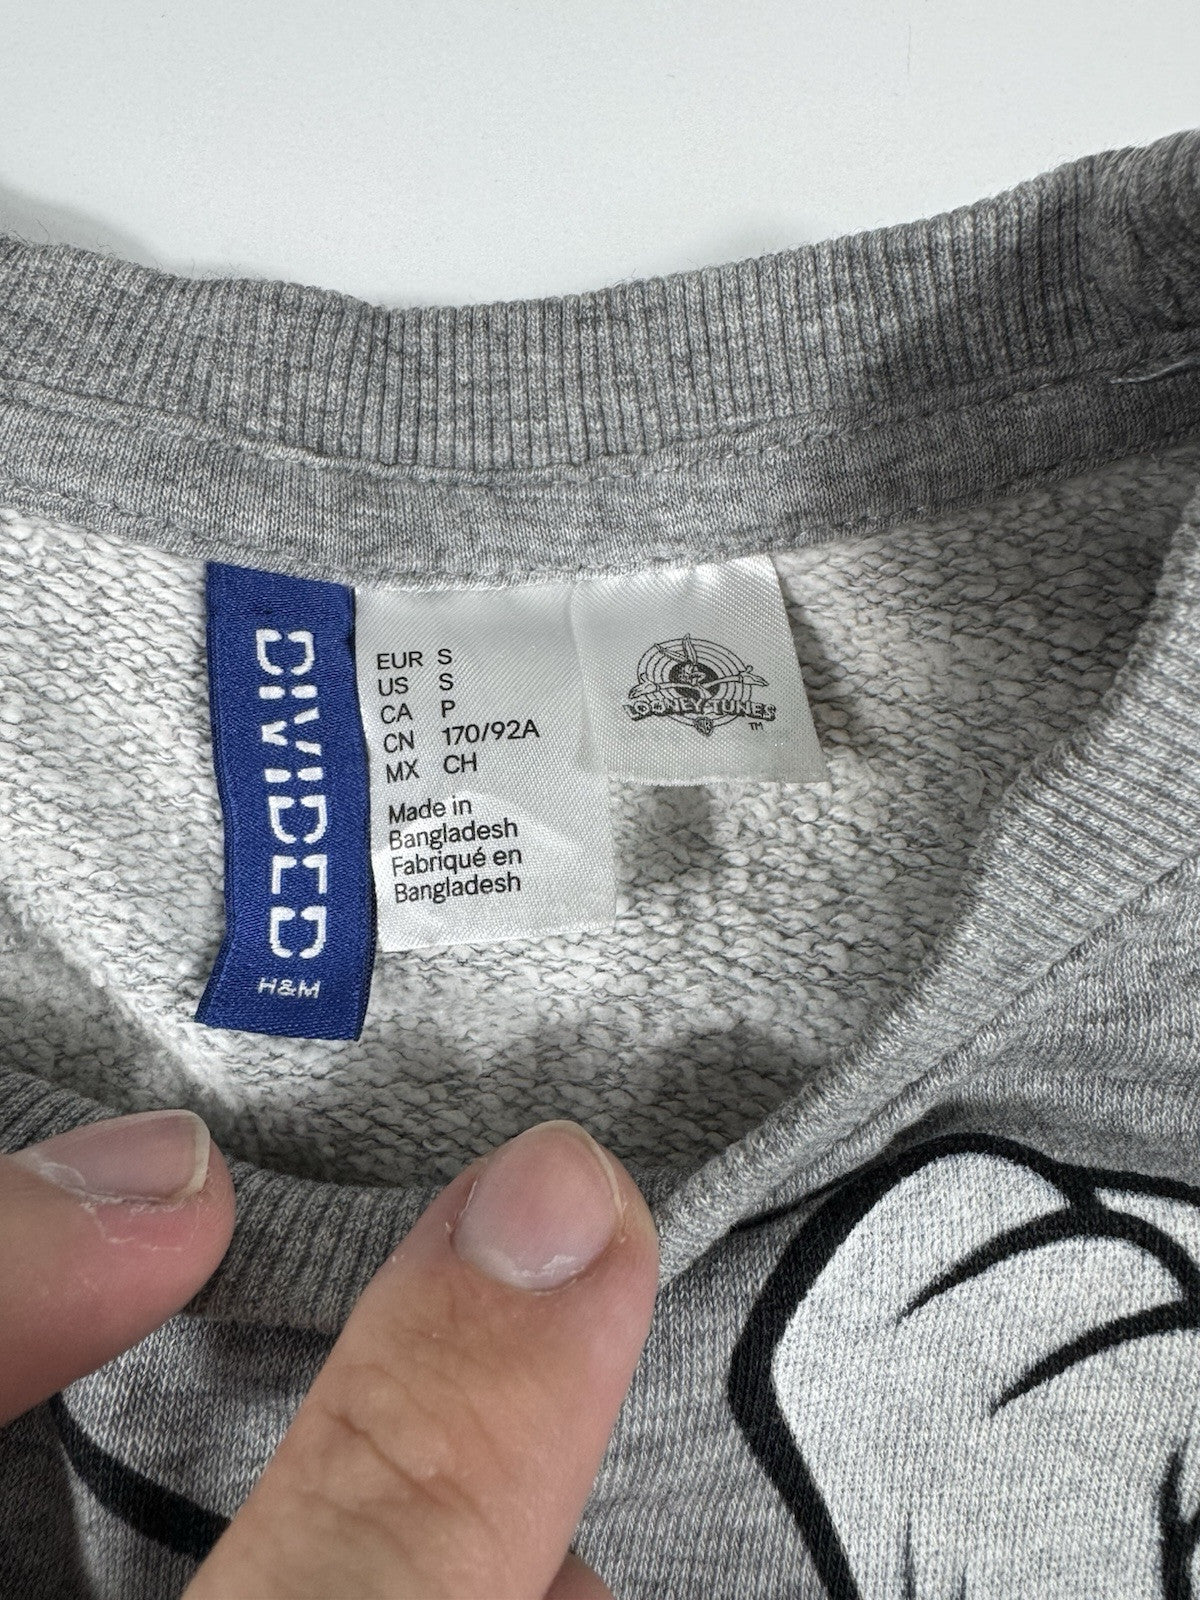 DIVIDED
H&M
EUR S
US S
CA P
CN 170/92A
MX CH
Made in
Bangladesh
Fabriqué en
Bangladesh
LOONEY TUNES
TM